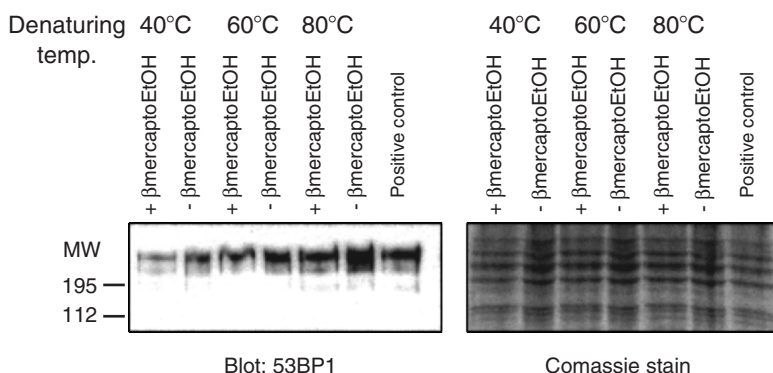 Denaturing temp.
40°C 60°C 80°C
+ βmercaptoEtOH
- βmercaptoEtOH
+ βmercaptoEtOH
- βmercaptoEtOH
+ βmercaptoEtOH
- βmercaptoEtOH
Positive control
MW
195
112
Blot: 53BP1
40°C 60°C 80°C
+ βmercaptoEtOH
- βmercaptoEtOH
+ βmercaptoEtOH
- βmercaptoEtOH
+ βmercaptoEtOH
- βmercaptoEtOH
Positive control
Comassie stain